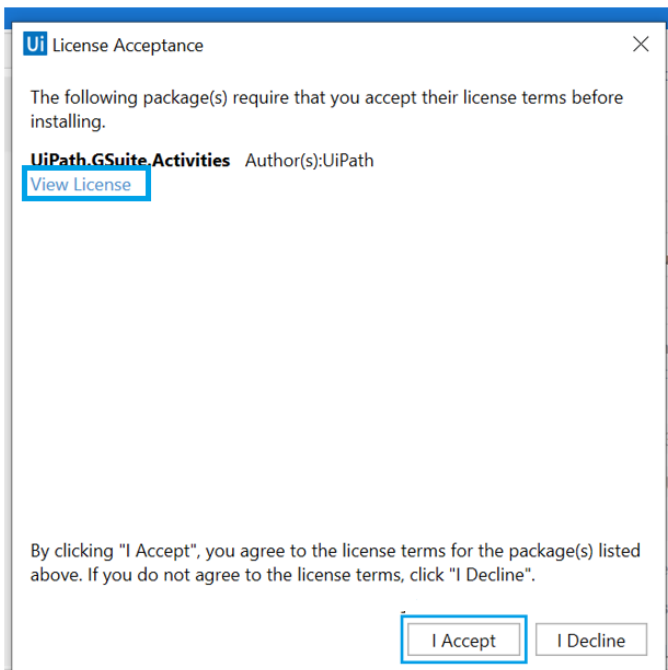 Ui License Acceptance
The following package(s) require that you accept their license terms before
installing.
UiPath.GSuite.Activities Author(s):UiPath
View License
By clicking "I Accept", you agree to the license terms for the package(s) listed
above. If you do not agree to the license terms, click "I Decline".
I Accept I Decline